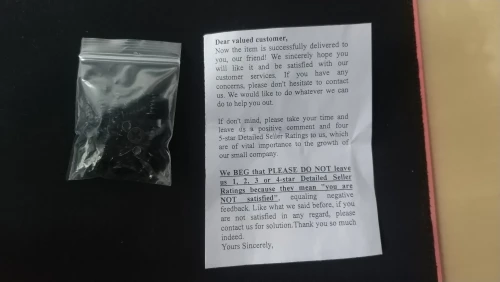 Dear valued customer,
Now the item is successfully delivered to
you, our friend! We sincerely hope you
will like it and be satisfied with our
customer services. If you have any
concerns, please don't hesitate to contact
us. We would like to do whatever we can
do to help you out.
If don't mind, please take your time and
leave us a positive comment and four
5-star Detailed Seller Ratings to us, which
are of vital importance to the growth of
our small company.
We BEG that PLEASE DO NOT leave
us 1, 2, 3 or 4-star Detailed Seller
Ratings because they mean "you are
NOT satisfied", equaling negative
feedback. Like what we said before, if you
are not satisfied in any regard, please
contact us for solution.Thank you so much
indeed.
Yours Sincerely,